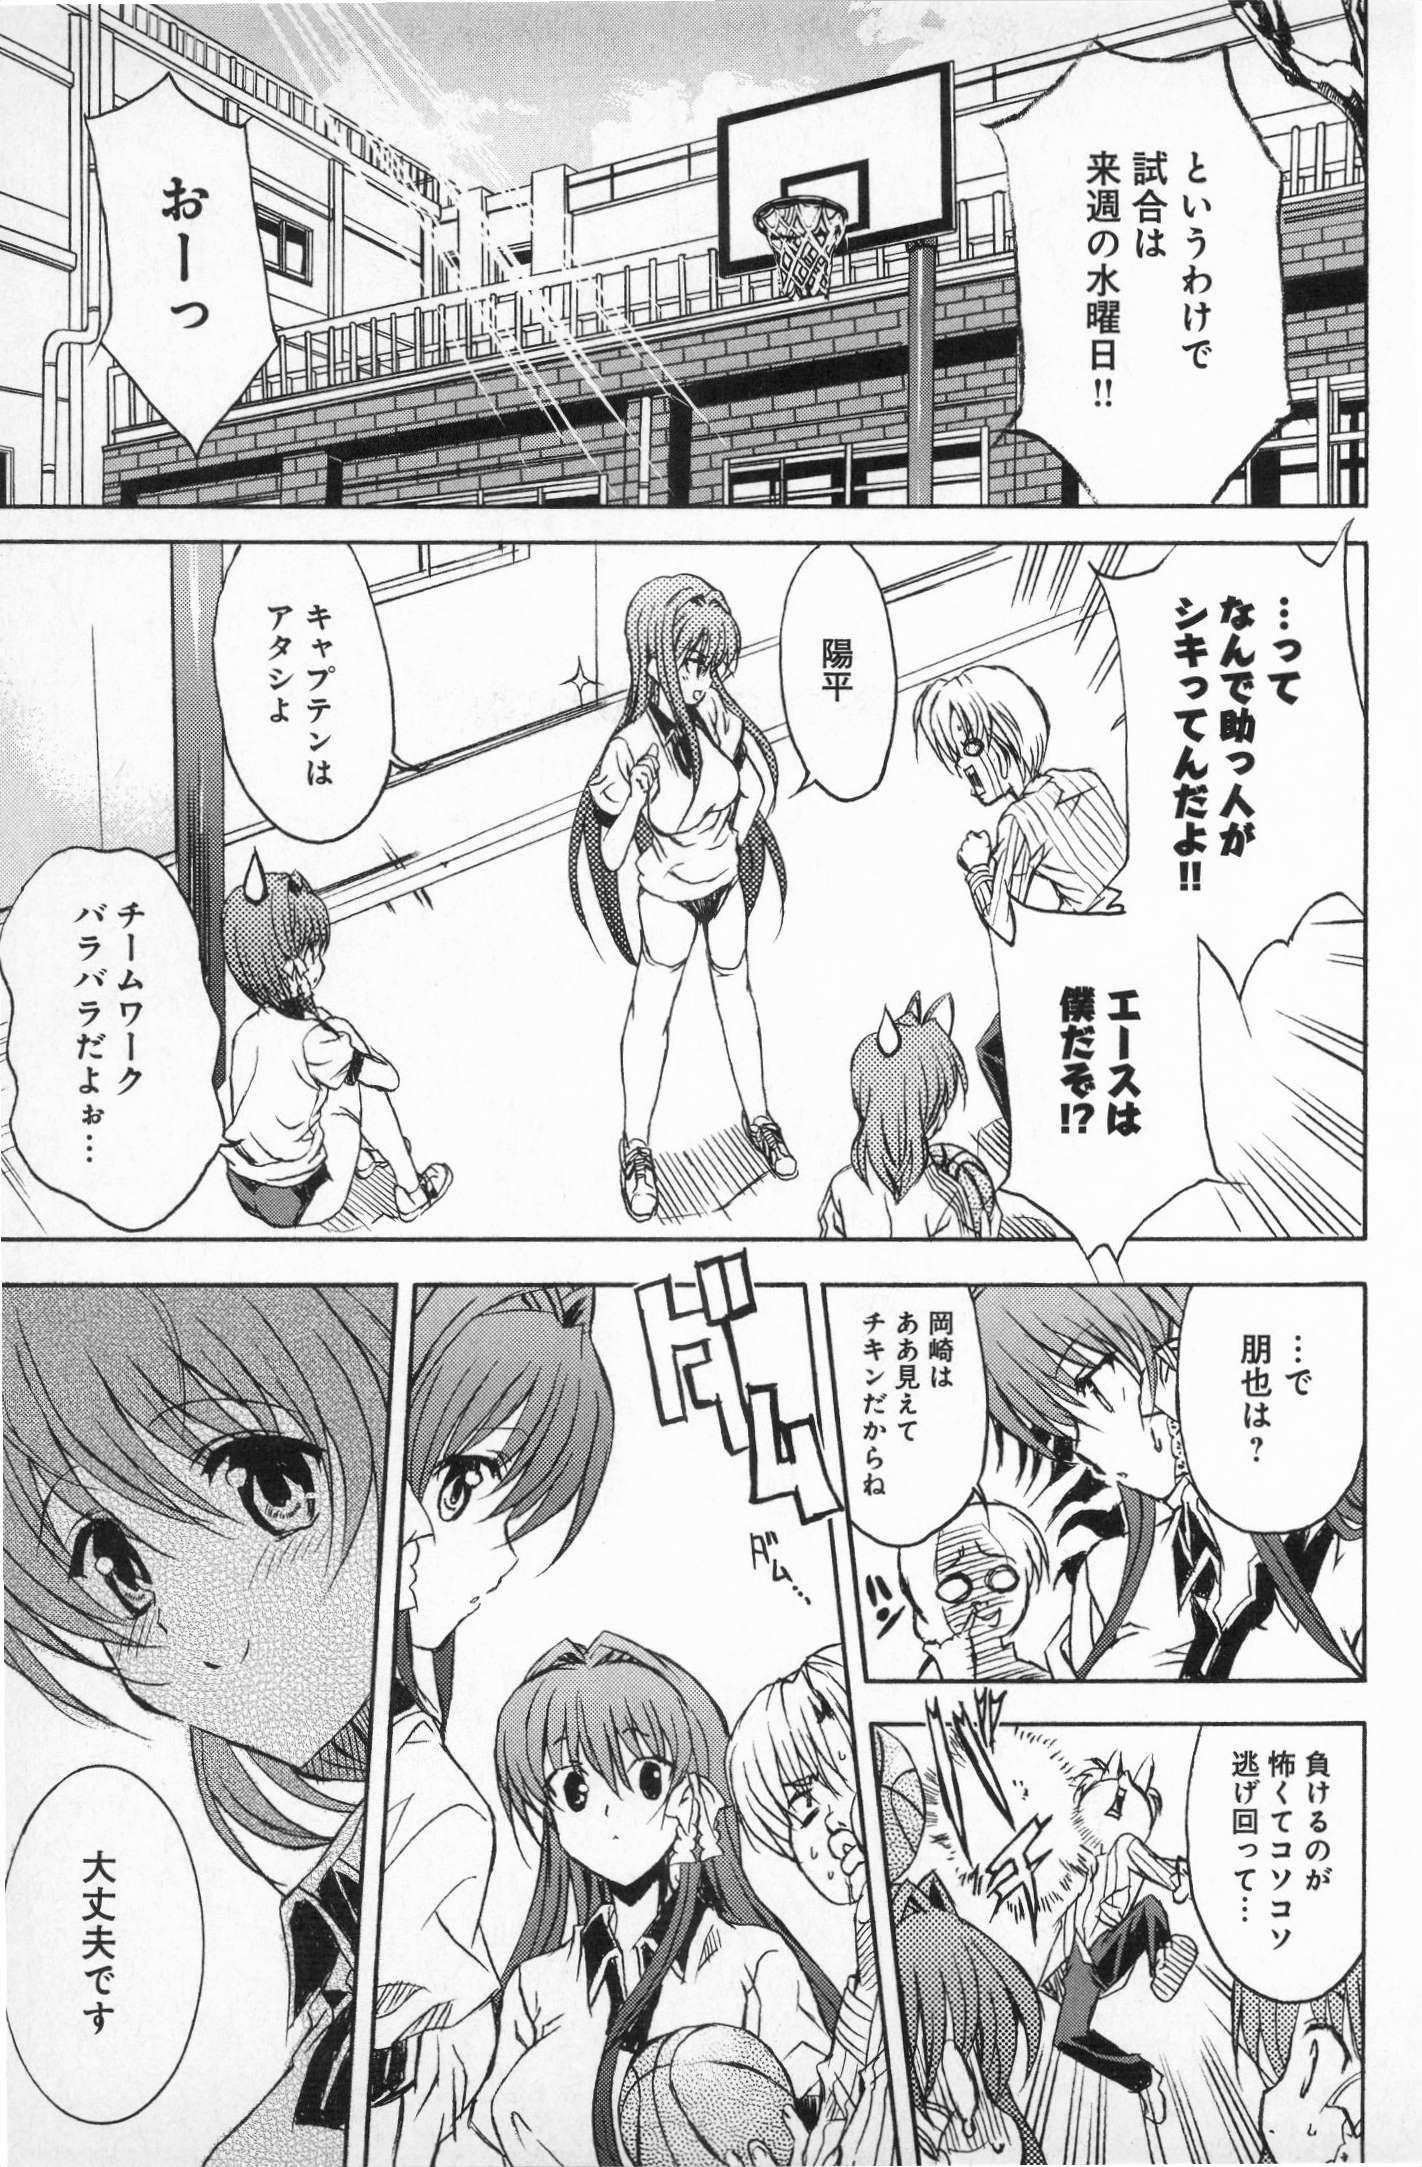 というわけで
試合は
来週の水曜日!!
おーっ
…って
なんで助っ人が
シキってんだよ!!
エースは
僕だぞ!?
陽平
キャプテンは
アタシよ
チームワーク
バラバラだよぉ…
…で
朋也は?
岡崎は
ああ見えて
チキンだからね
負けるのが
怖くてコソコソ
逃げ回って…
ダム
ダム…
大丈夫です